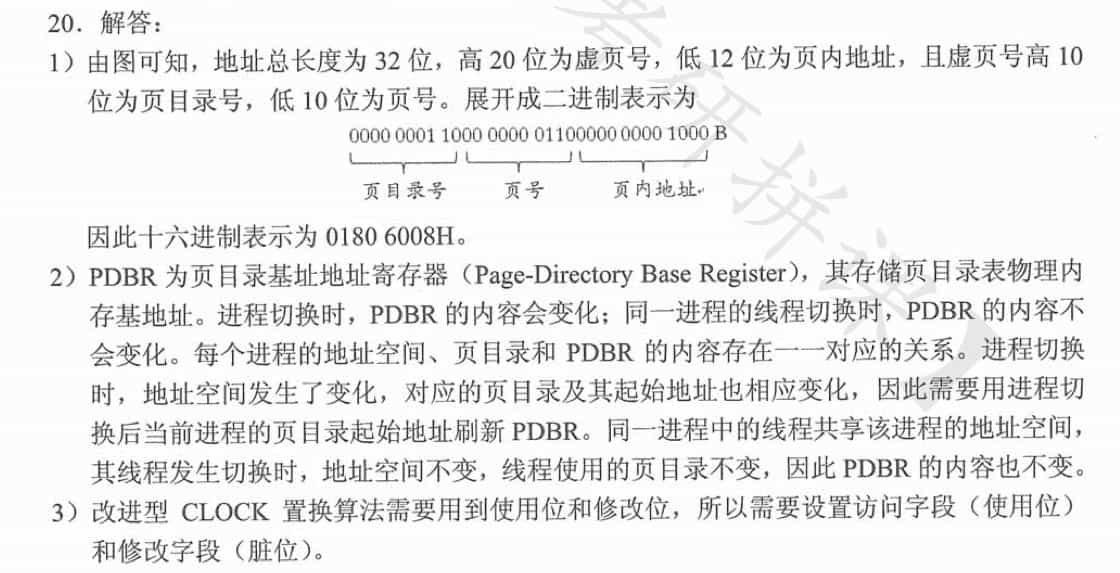 20．解答：
1）由图可知，地址总长度为 32 位，高 20 位为虚页号，低 12 位为页内地址，且虚页号高 10
位为页目录号，低 10 位为页号。展开成二进制表示为
0000 0001 1000 0000 01100000 0000 1000 B
页目录号 页号 页内地址
因此十六进制表示为 0180 6008H。
2）PDBR 为页目录基址地址寄存器（Page-Directory Base Register），其存储页目录表物理内
存基地址。进程切换时，PDBR 的内容会变化；同一进程的线程切换时，PDBR 的内容不
会变化。每个进程的地址空间、页目录和 PDBR 的内容存在一一对应的关系。进程切换
时，地址空间发生了变化，对应的页目录及其起始地址也相应变化，因此需要用进程切
换后当前进程的页目录起始地址刷新 PDBR。同一进程中的线程共享该进程的地址空间，
其线程发生切换时，地址空间不变，线程使用的页目录不变，因此 PDBR 的内容也不变。
3）改进型 CLOCK 置换算法需要用到使用位和修改位，所以需要设置访问字段（使用位）
和修改字段（脏位）。
考研拼课】